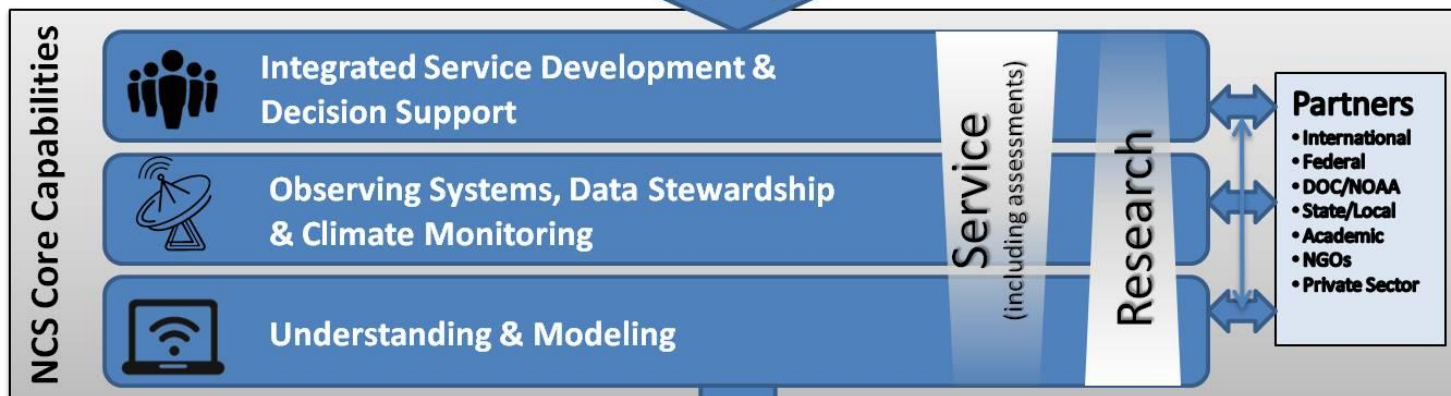 NCS Core Capabilities
Integrated Service Development &
Decision Support
Observing Systems, Data Stewardship
& Climate Monitoring
Understanding & Modeling
Service
(including assessments)
Research
Partners
• International
• Federal
• DOC/NOAA
• State/Local
• Academic
• NGOs
• Private Sector